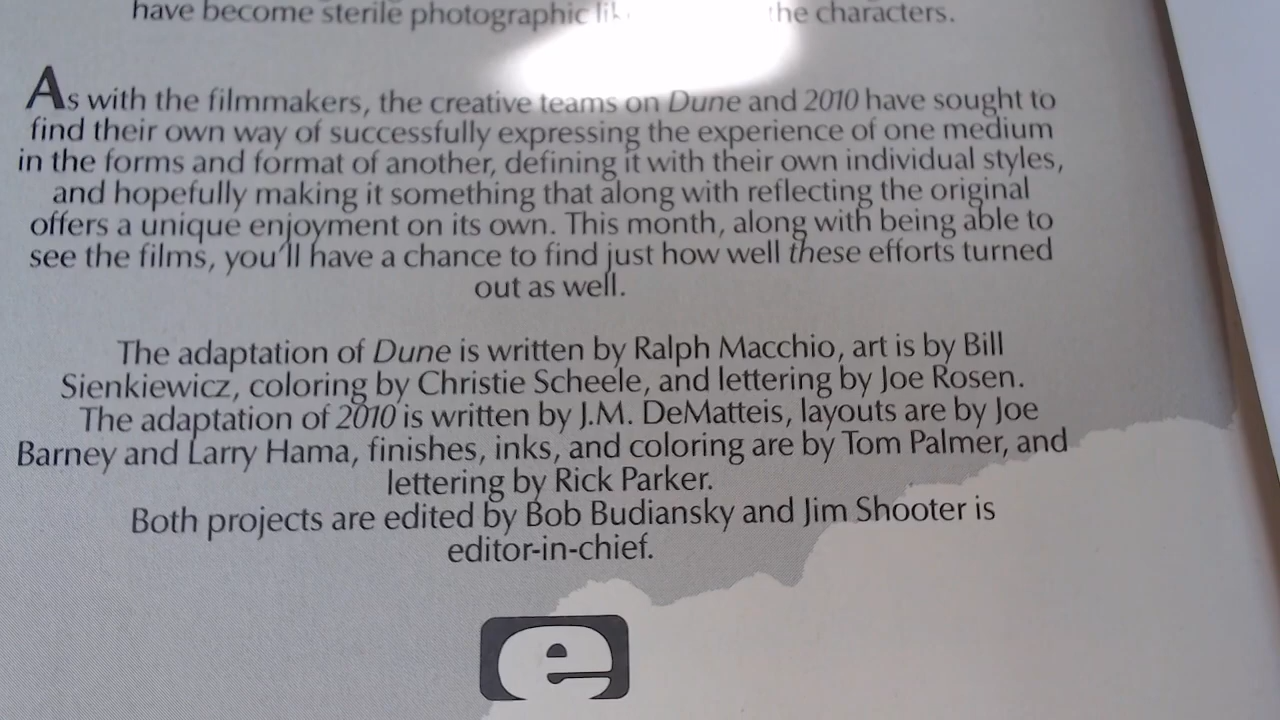 have become sterile photographic the characters.
As with the filmmakers, the creative teams on Dune and 2010 have sought to
find their own way of successfully expressing the experience of one medium
in the forms and format of another, defining it with their own individual styles,
and hopefully making it something that along with reflecting the original
offers a unique enjoyment on its own. This month, along with being able to
see the films, you'll have a chance to find just how well these efforts turned
out as well.
The adaptation of Dune is written by Ralph Macchio, art is by Bill
Sienkiewicz, coloring by Christie Scheele, and lettering by Joe Rosen.
The adaptation of 2010 is written by J.M. DeMatteis, layouts are by Joe
Barney and Larry Hama, finishes, inks, and coloring are by Tom Palmer, and
lettering by Rick Parker.
Both projects are edited by Bob Budiansky and Jim Shooter is
editor-in-chief.
e